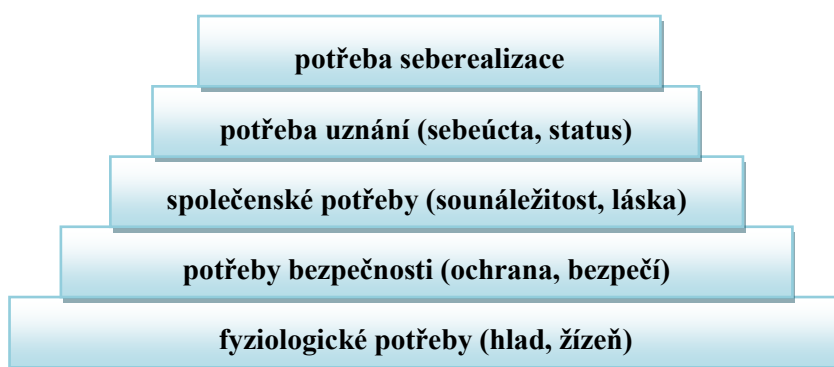 potřeba seberealizace
potřeba uznání (sebeúcta, status)
společenské potřeby (sounáležitost, láska)
potřeby bezpečnosti (ochrana, bezpečí)
fyziologické potřeby (hlad, žízeň)